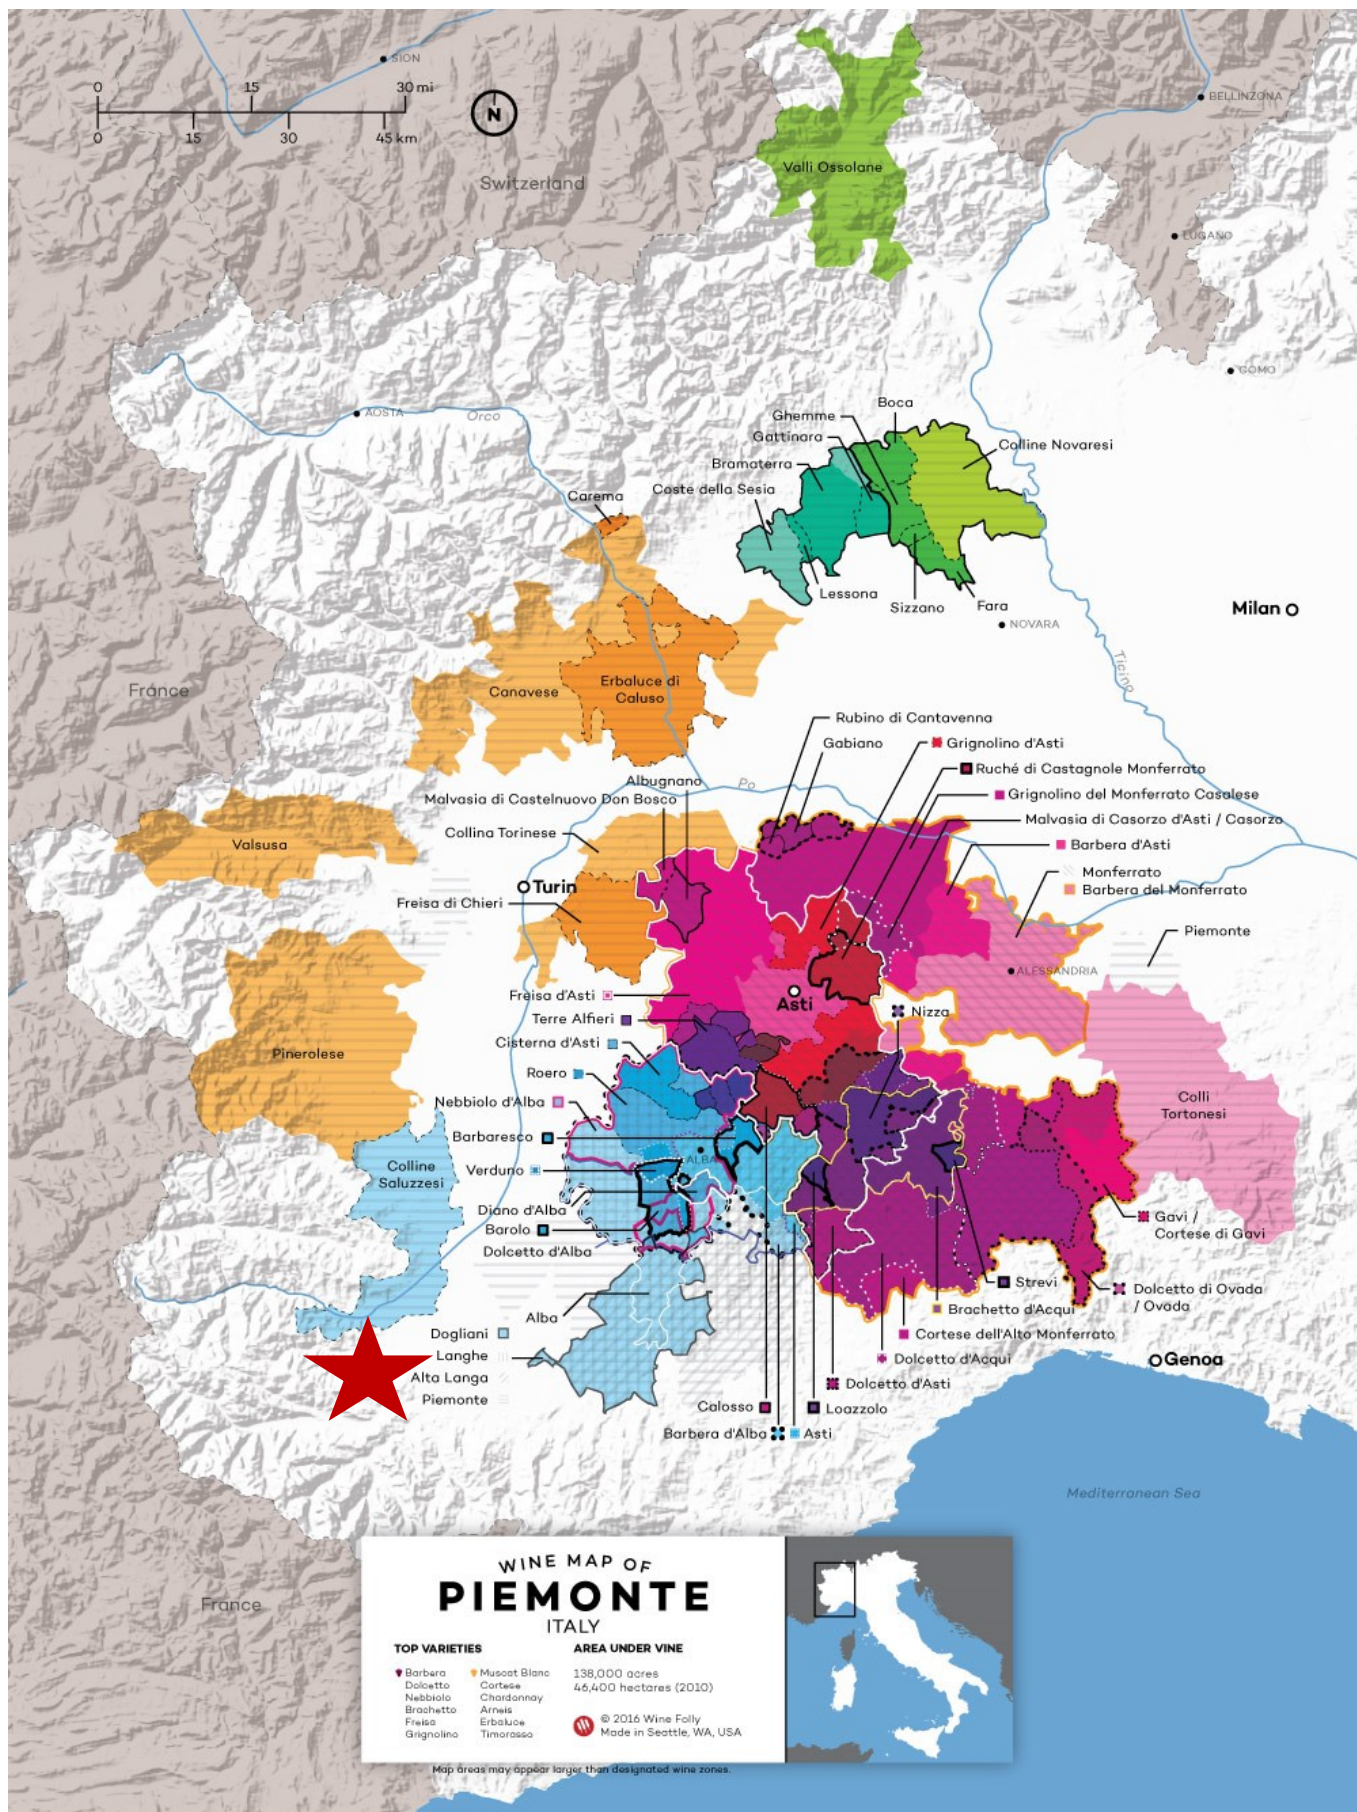 SION
BELLINZONA
0 15 30 mi
0 15 30 45 km
N
Switzerland
Valli Ossolane
LUGANO
COMO
AOSTA
Orco
Boca
Ghemme
Gattinara
Colline Novaresi
Bramaterra
Coste della Sesia
Carema
Lessona
Sizzano
Fara
NOVARA
Milan
Ticino
France
Canavese
Erbaluce di
Caluso
Rubino di Cantavenna
Gabiano
Grignolino d'Asti
Ruché di Castagnole Monferrato
Albugnano
Po
Malvasia di Castelnuovo Don Bosco
Grignolino del Monferrato Casalese
Malvasia di Casorzo d'Asti / Casorzo
Collina Torinese
Valsusa
Barbera d'Asti
Monferrato
Barbera del Monferrato
Turin
Freisa di Chieri
Piemonte
ALESSANDRIA
Asti
Freisa d'Asti
Terre Alfieri
Nizza
Cisterna d'Asti
Pinerolese
Roero
Nebbiolo d'Alba
Colli
Tortonesi
Barbaresco
ALBA
Colline
Saluzzesi
Verduno
Diano d'Alba
Barolo
Dolcetto d'Alba
Gavi /
Cortese di Gavi
Strevi
Dolcetto di Ovada
/ Ovada
Brachetto d'Acqui
Alba
Dogliani
Langhe
Alta Langa
Piemonte
Cortese dell'Alto Monferrato
Dolcetto d'Acqui
Dolcetto d'Asti
Genoa
Calosso
Loazzolo
Barbera d'Alba
Asti
Mediterranean Sea
France
WINE MAP OF
PIEMONTE
ITALY
TOP VARIETIES
Barbera
Dolcetto
Nebbiolo
Brachetto
Freisa
Grignolino
Muscat Blanc
Cortese
Chardonnay
Arneis
Erbaluce
Timorasso
AREA UNDER VINE
138,000 acres
46,400 hectares (2010)
© 2016 Wine Folly
Made in Seattle, WA, USA
Map areas may appear larger than designated wine zones.